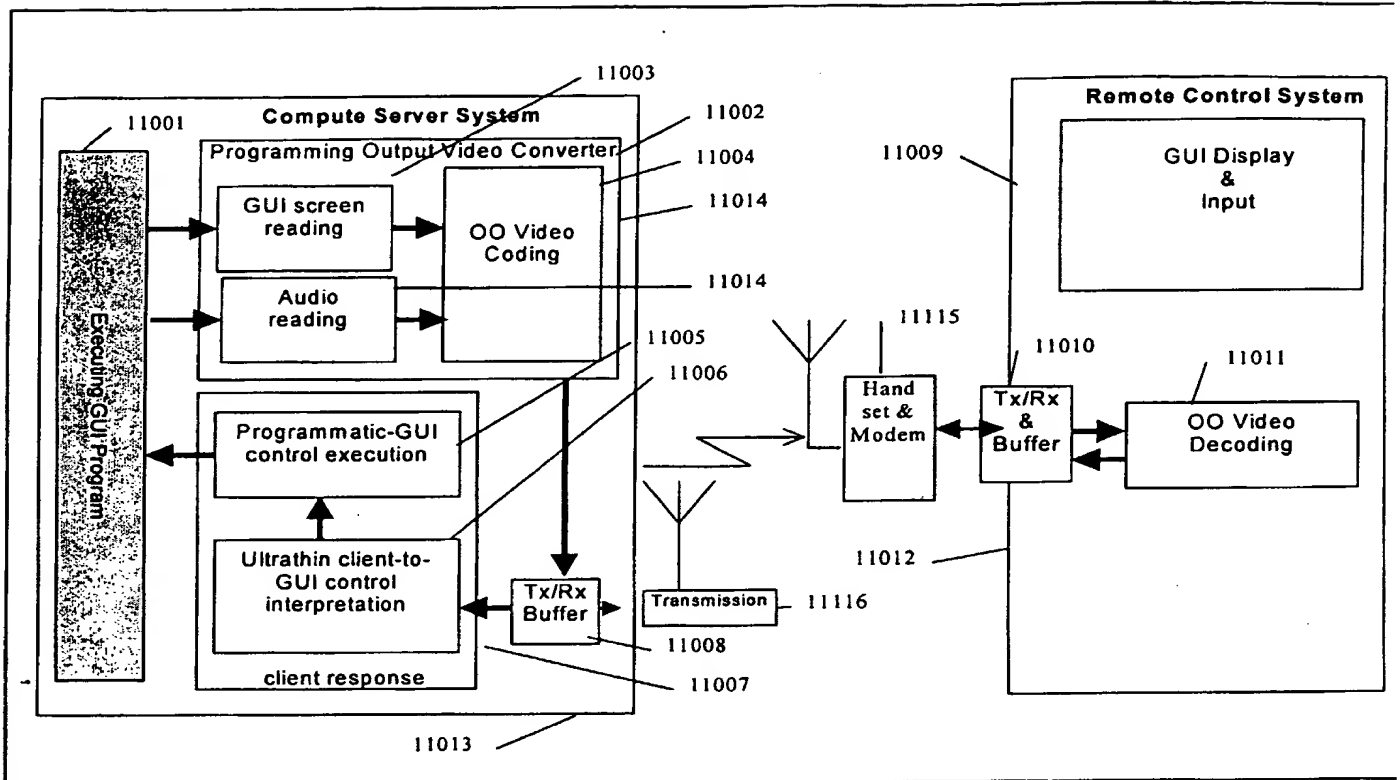 11003
Compute Server System
11001
11002
Programming Output Video Converter
11004
GUI screen
reading
OO Video
Coding
11014
Audio
reading
11014
Executing GUI Program
11005
11006
Programmatic-GUI
control execution
Ultrathin client-to-
GUI control
interpretation
client response
Tx/Rx
Buffer
11008
11007
11013
Transmission
11116
11115
Hand
set &
Modem
Remote Control System
11009
GUI Display
&
Input
11010
Tx/Rx
&
Buffer
11011
OO Video
Decoding
11012